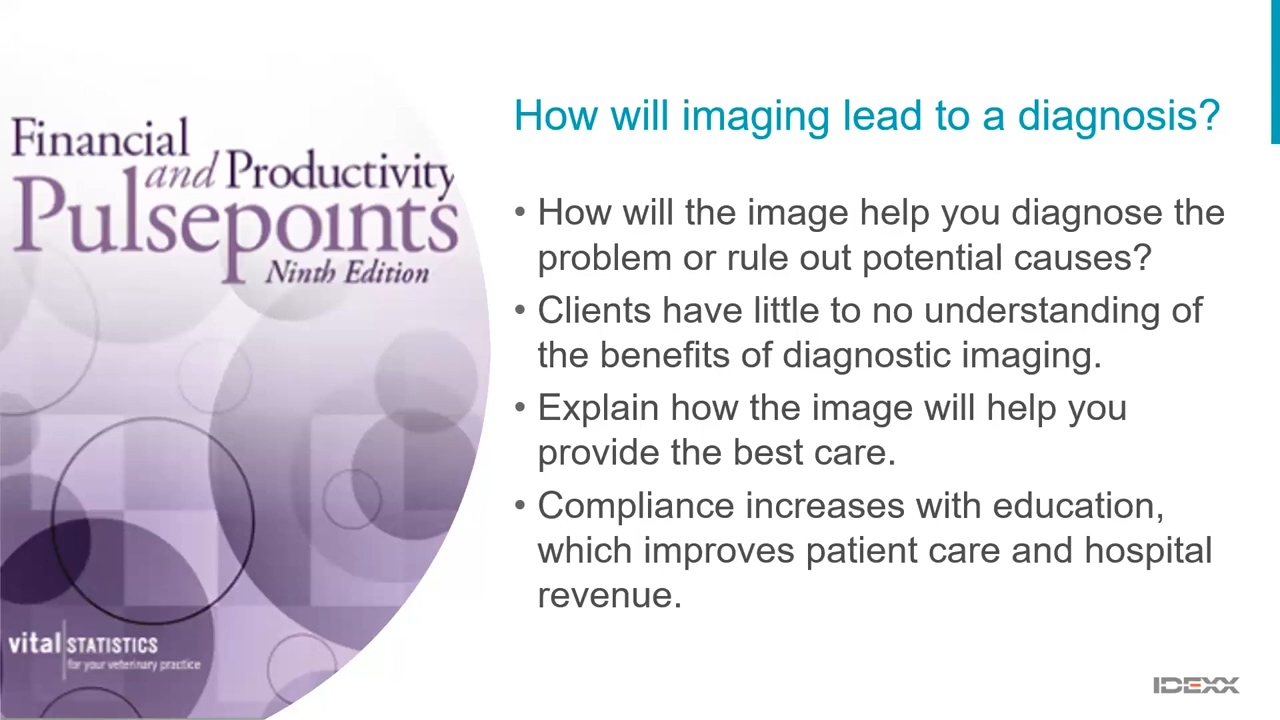 Financial
and Productivity
Pulsepoints
Ninth Edition
vital STATISTICS
for your veterinary practice
How will imaging lead to a diagnosis?
• How will the image help you diagnose the
problem or rule out potential causes?
• Clients have little to no understanding of
the benefits of diagnostic imaging.
• Explain how the image will help you
provide the best care.
• Compliance increases with education,
which improves patient care and hospital
revenue.
IDEXX